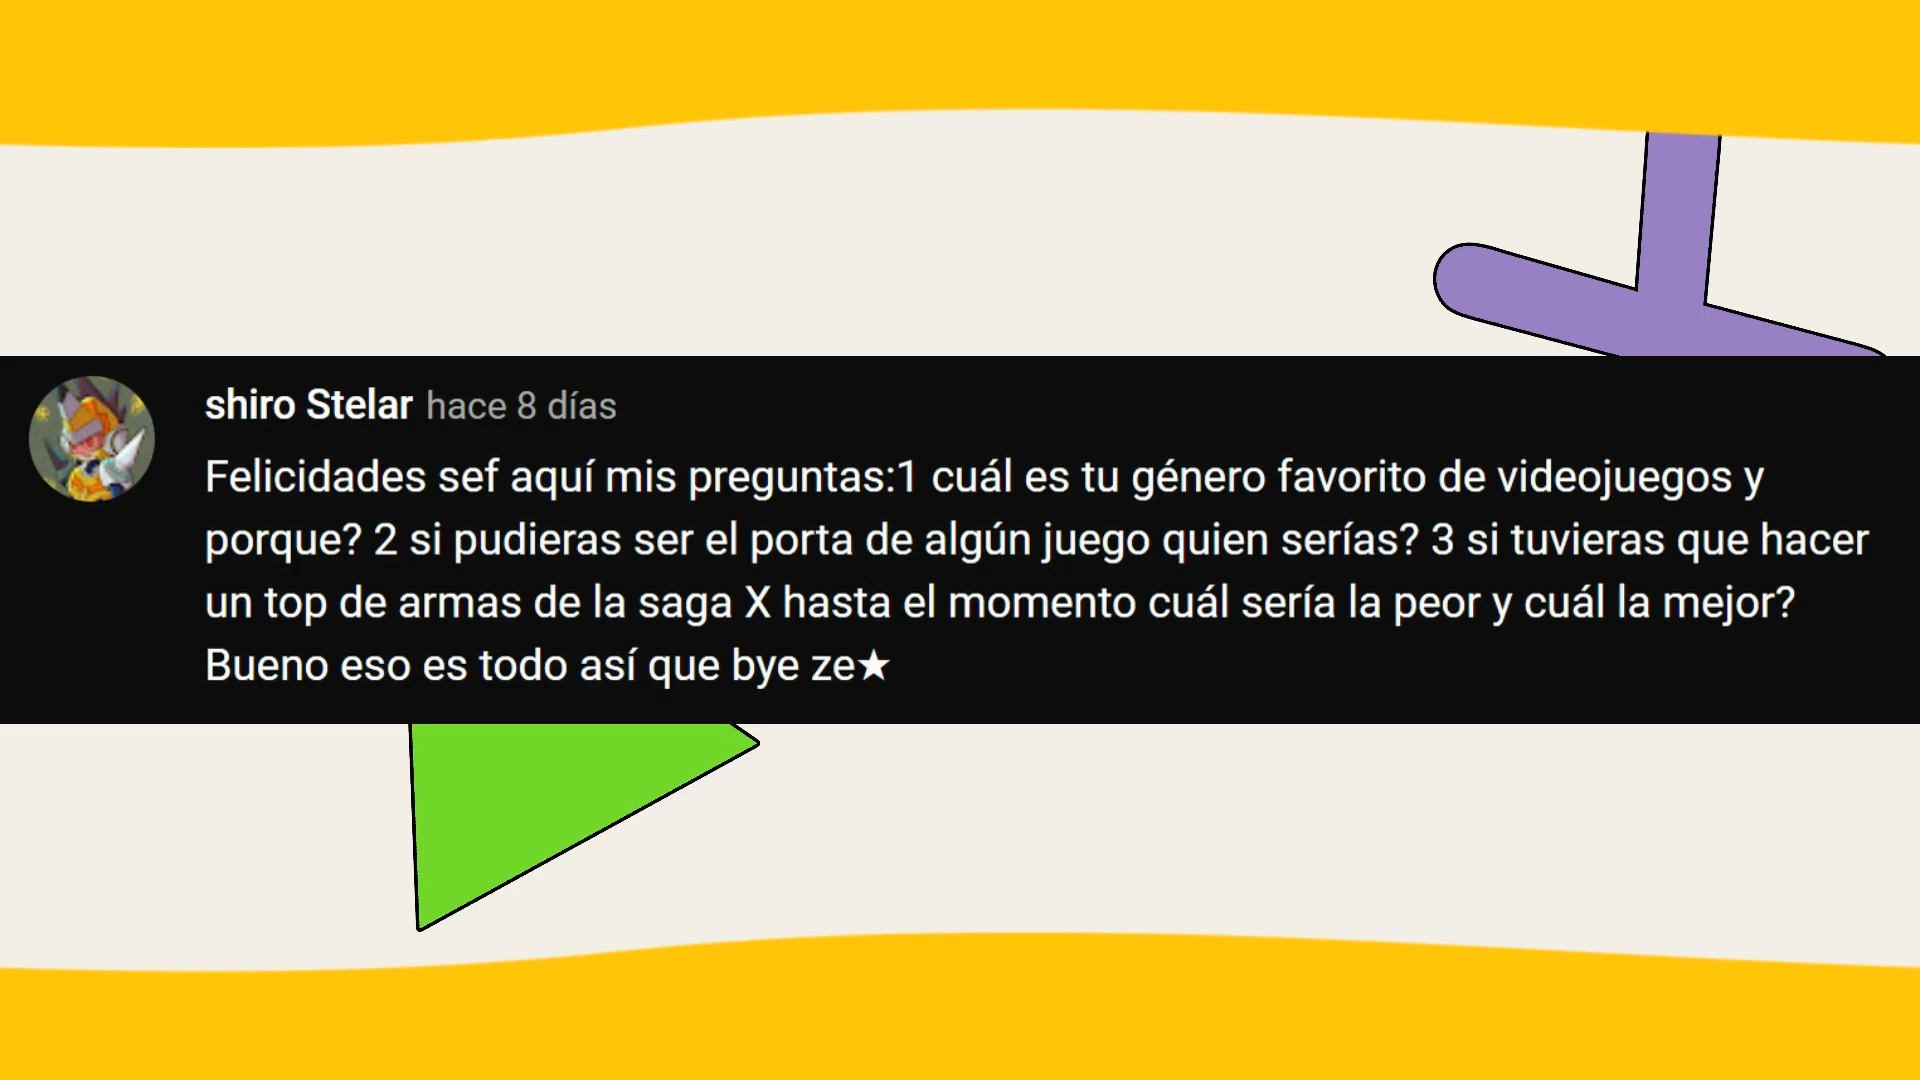 shiro Stelar hace 8 días
Felicidades sef aquí mis preguntas:1 cuál es tu género favorito de videojuegos y
porque? 2 si pudieras ser el porta de algún juego quien serías? 3 si tuvieras que hacer
un top de armas de la saga X hasta el momento cuál sería la peor y cuál la mejor?
Bueno eso es todo así que bye ze★